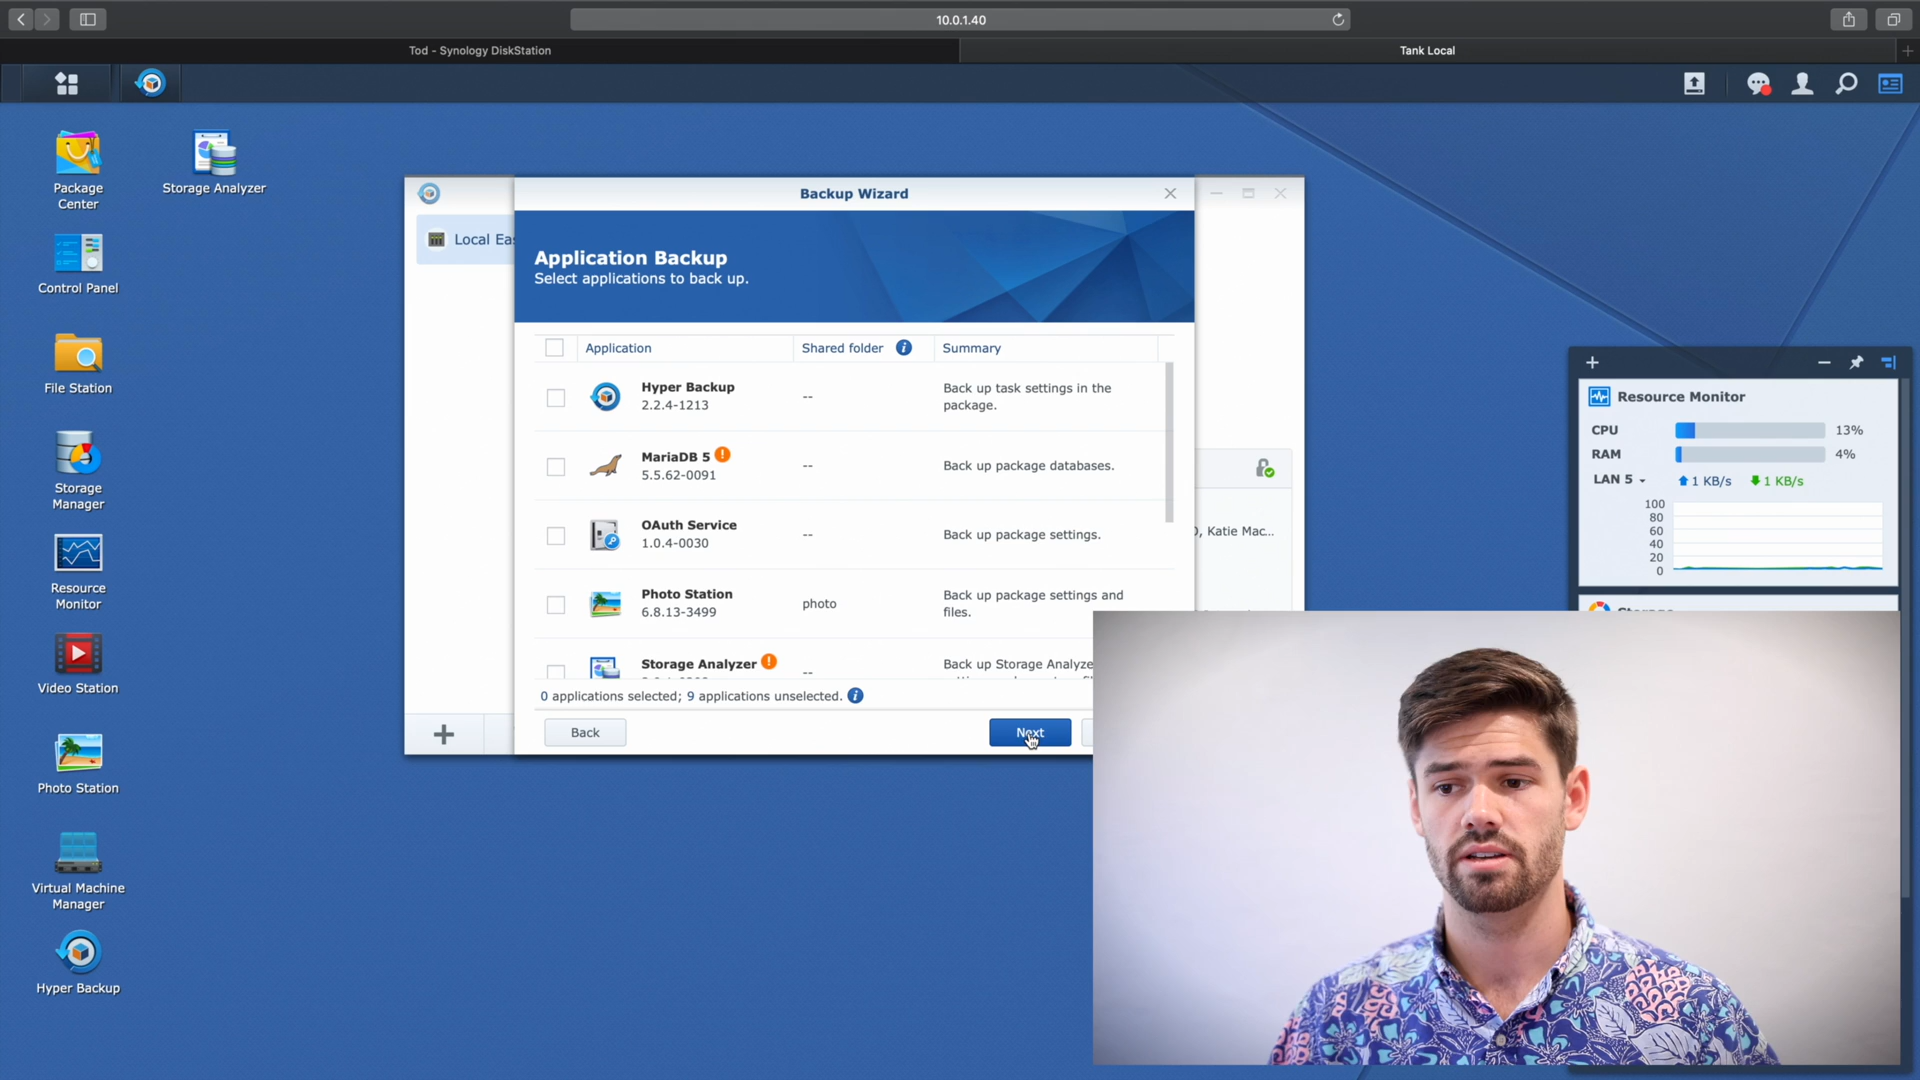 10.0.1.40
Tod - Synology DiskStation
Tank Local
Package
Center
Storage Analyzer
Control Panel
File Station
Storage
Manager
Resource
Monitor
Video Station
Photo Station
Virtual Machine
Manager
Hyper Backup
Local Eas
Backup Wizard
Application Backup
Select applications to back up.
Application
Shared folder
Summary
Hyper Backup
2.2.4-1213
--
Back up task settings in the
package.
MariaDB 5
5.5.62-0091
--
Back up package databases.
OAuth Service
1.0.4-0030
--
Back up package settings.
Photo Station
6.8.13-3499
photo
Back up package settings and
files.
Storage Analyzer
--
Back up Storage Analyze
0 applications selected; 9 applications unselected.
Back
Next
, Katie Mac...
Resource Monitor
CPU
13%
RAM
4%
LAN 5
1 KB/s
1 KB/s
100
80
60
40
20
0